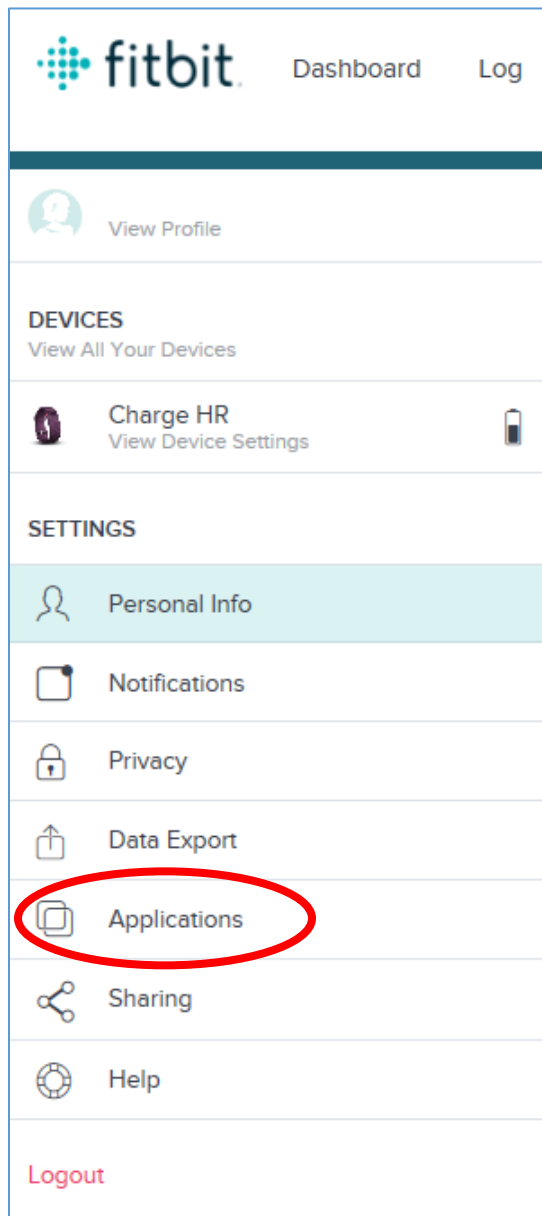 fitbit. Dashboard Log
View Profile
DEVICES
View All Your Devices
Charge HR
View Device Settings
SETTINGS
Personal Info
Notifications
Privacy
Data Export
Applications
Sharing
Help
Logout